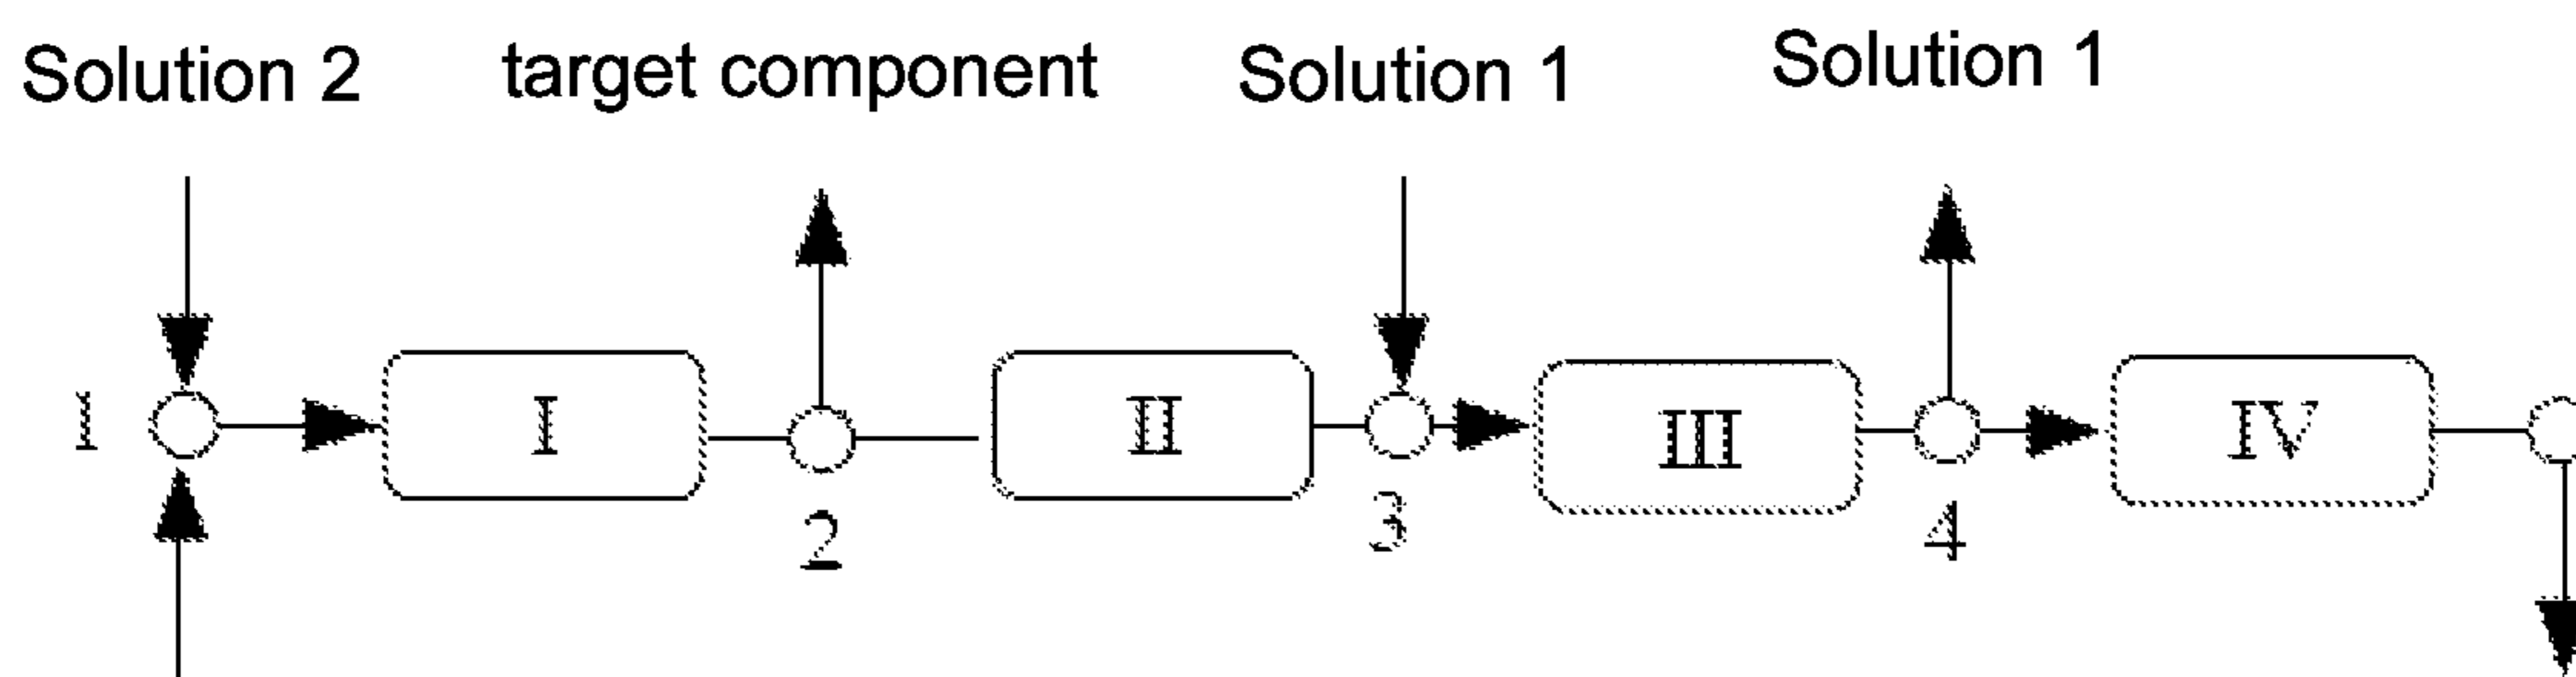 Solution 2 target component Solution 1 Solution 1
1 I II III IV
2 3 4